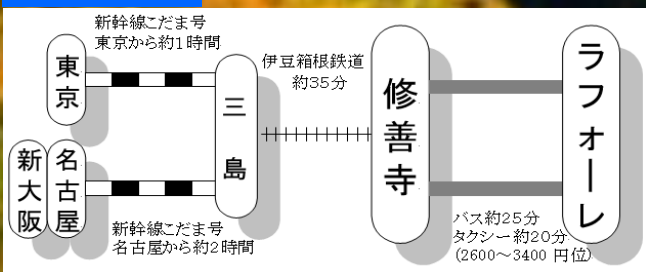 新幹線こだま号
東京から約1時間
東京
新大阪
名古屋
新幹線こだま号
名古屋から約2時間
三島
伊豆箱根鉄道
約35分
修善寺
バス約25分
タクシー約20分
(2600～3400 円位)
ラフォーレ